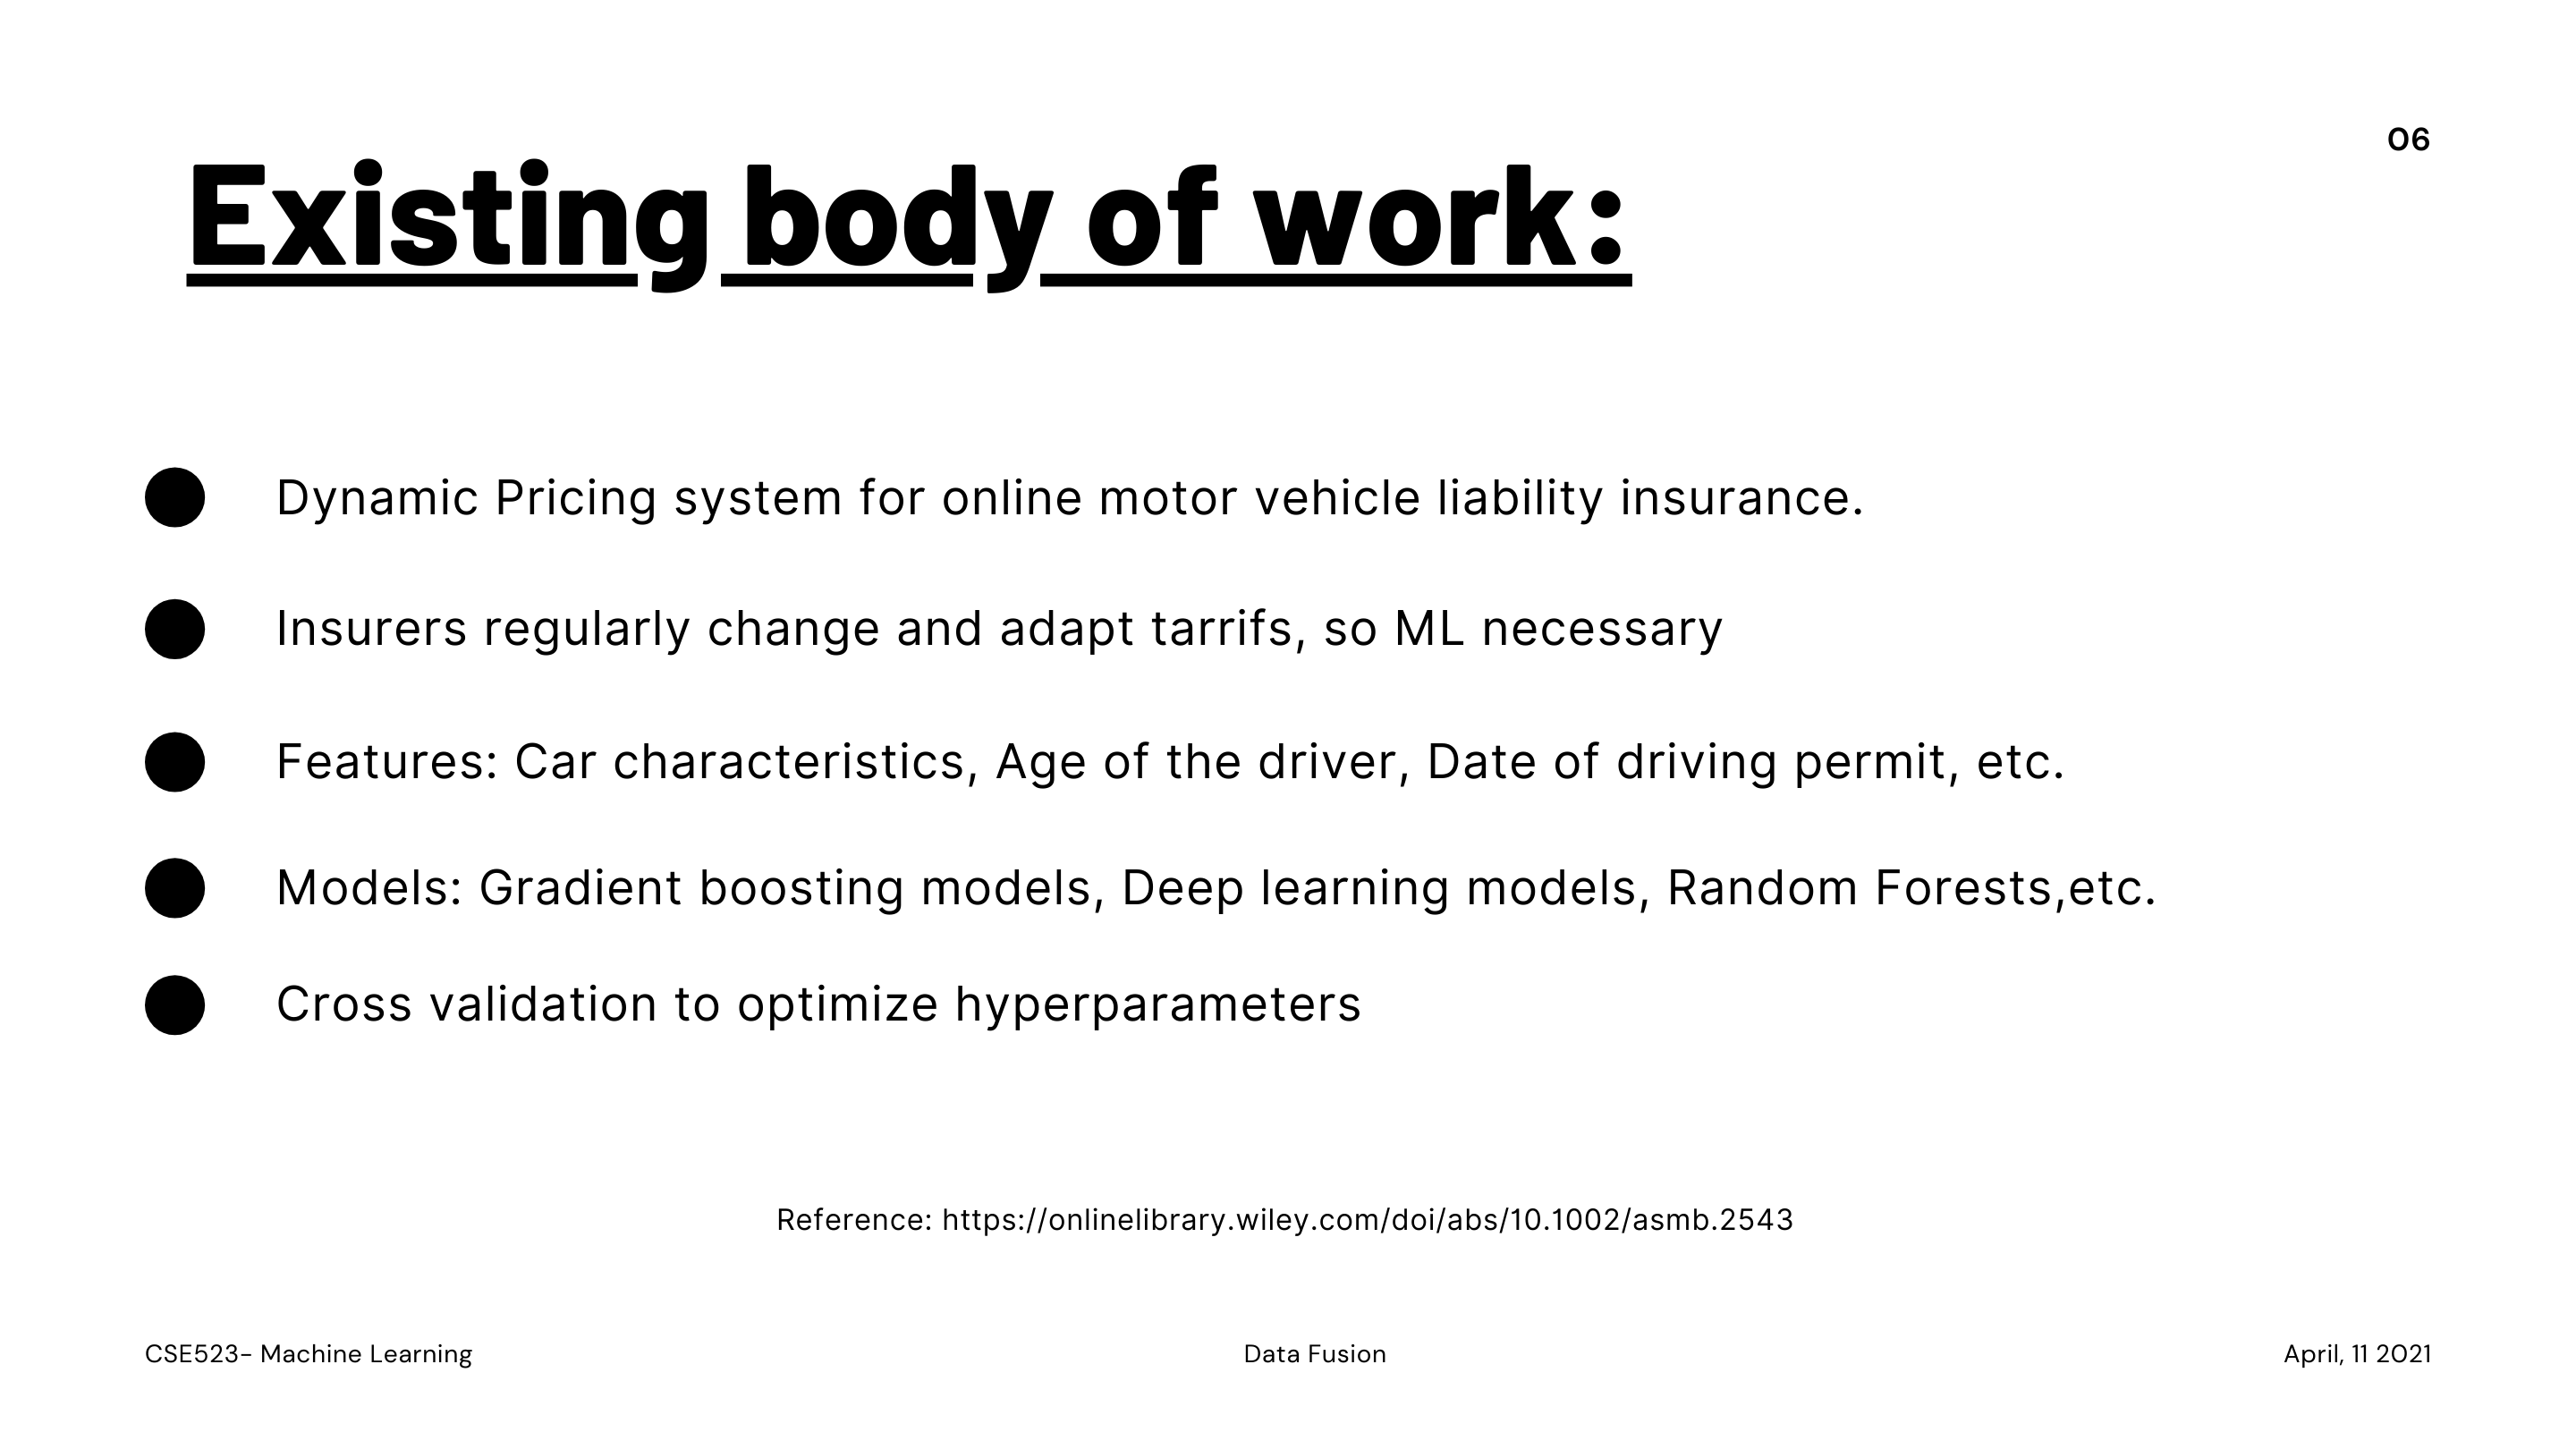 06
Existing body of work:
Dynamic Pricing system for online motor vehicle liability insurance.
Insurers regularly change and adapt tarrifs, so ML necessary
Features: Car characteristics, Age of the driver, Date of driving permit, etc.
Models: Gradient boosting models, Deep learning models, Random Forests,etc.
Cross validation to optimize hyperparameters
Reference: https://onlinelibrary.wiley.com/doi/abs/10.1002/asmb.2543
CSE523- Machine Learning
Data Fusion
April, 11 2021